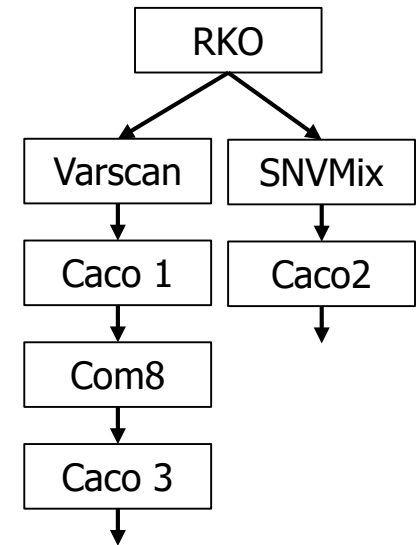 RKO
Varscan
SNVMix
Caco 1
Caco2
Com8
Caco 3